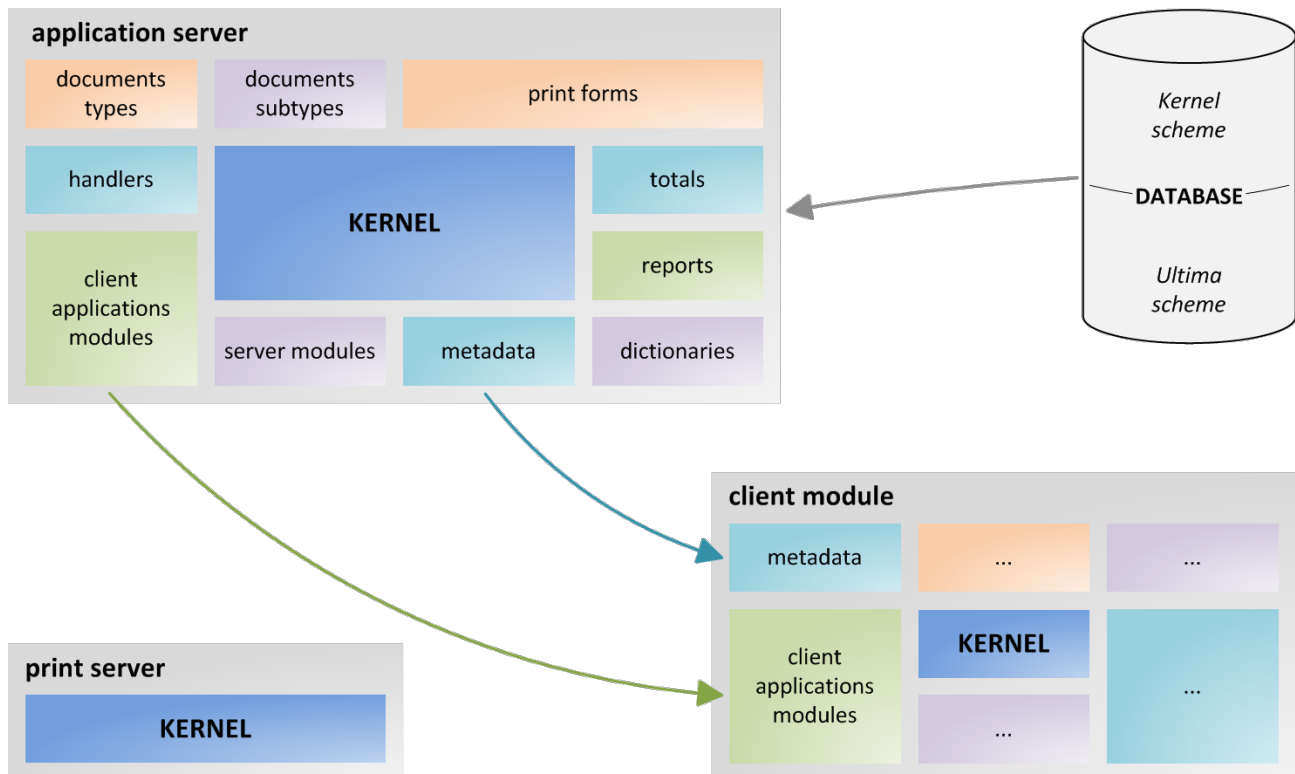 application server
documents
types
documents
subtypes
print forms
handlers
KERNEL
totals
client
applications
modules
reports
server modules
metadata
dictionaries
Kernel
scheme
DATABASE
Ultima
scheme
client module
metadata
...
...
client
applications
modules
KERNEL
...
...
print server
KERNEL